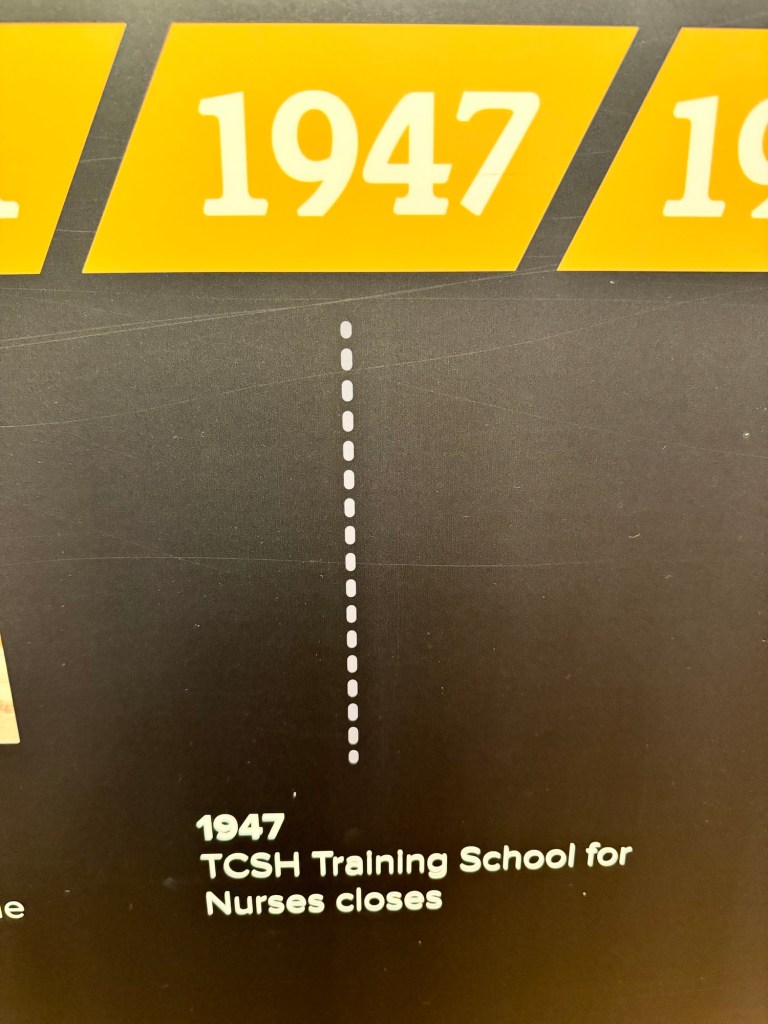 1947
1947
TCSH Training School for
Nurses closes